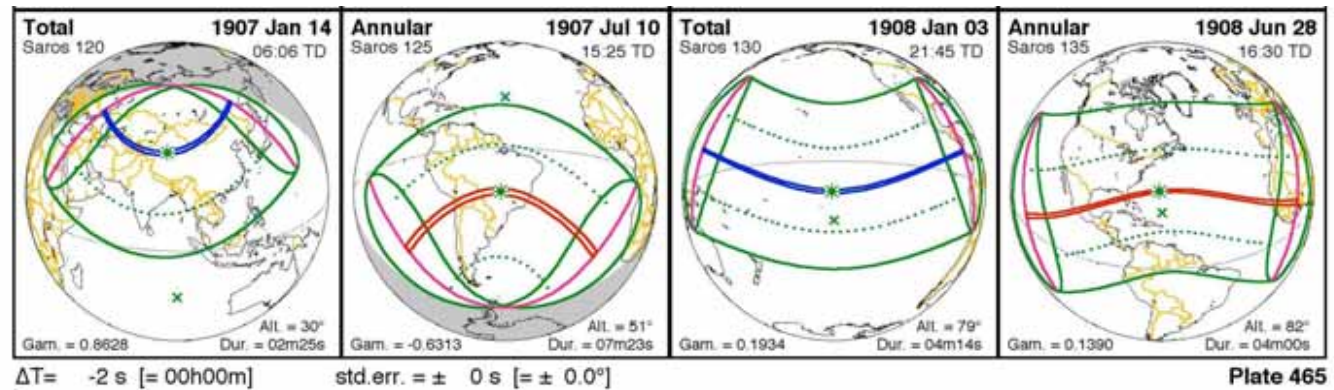 Total 1907 Jan 14
Saros 120 06:06 TD
Alt. = 30°
Gam. = 0.8628 Dur. = 02m25s
Annular 1907 Jul 10
Saros 125 15:25 TD
Alt. = 51°
Gam. = -0.6313 Dur. = 07m23s
Total 1908 Jan 03
Saros 130 21:45 TD
Alt. = 79°
Gam. = 0.1934 Dur. = 04m14s
Annular 1908 Jun 28
Saros 135 16:30 TD
Alt. = 82°
Gam. = 0.1390 Dur. = 04m00s
ΔT= -2 s [= 00h00m] std.err. = ± 0 s [= ± 0.0°] Plate 465